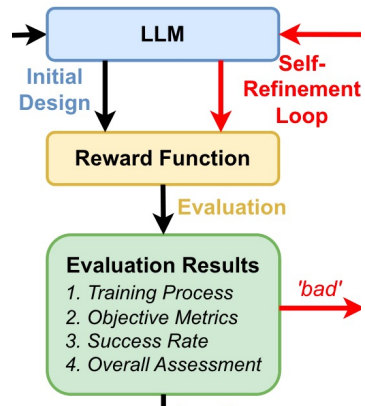 LLM
Initial
Design
Self-
Refinement
Loop
Reward Function
Evaluation
Evaluation Results
1. Training Process
2. Objective Metrics
3. Success Rate
4. Overall Assessment
'bad'